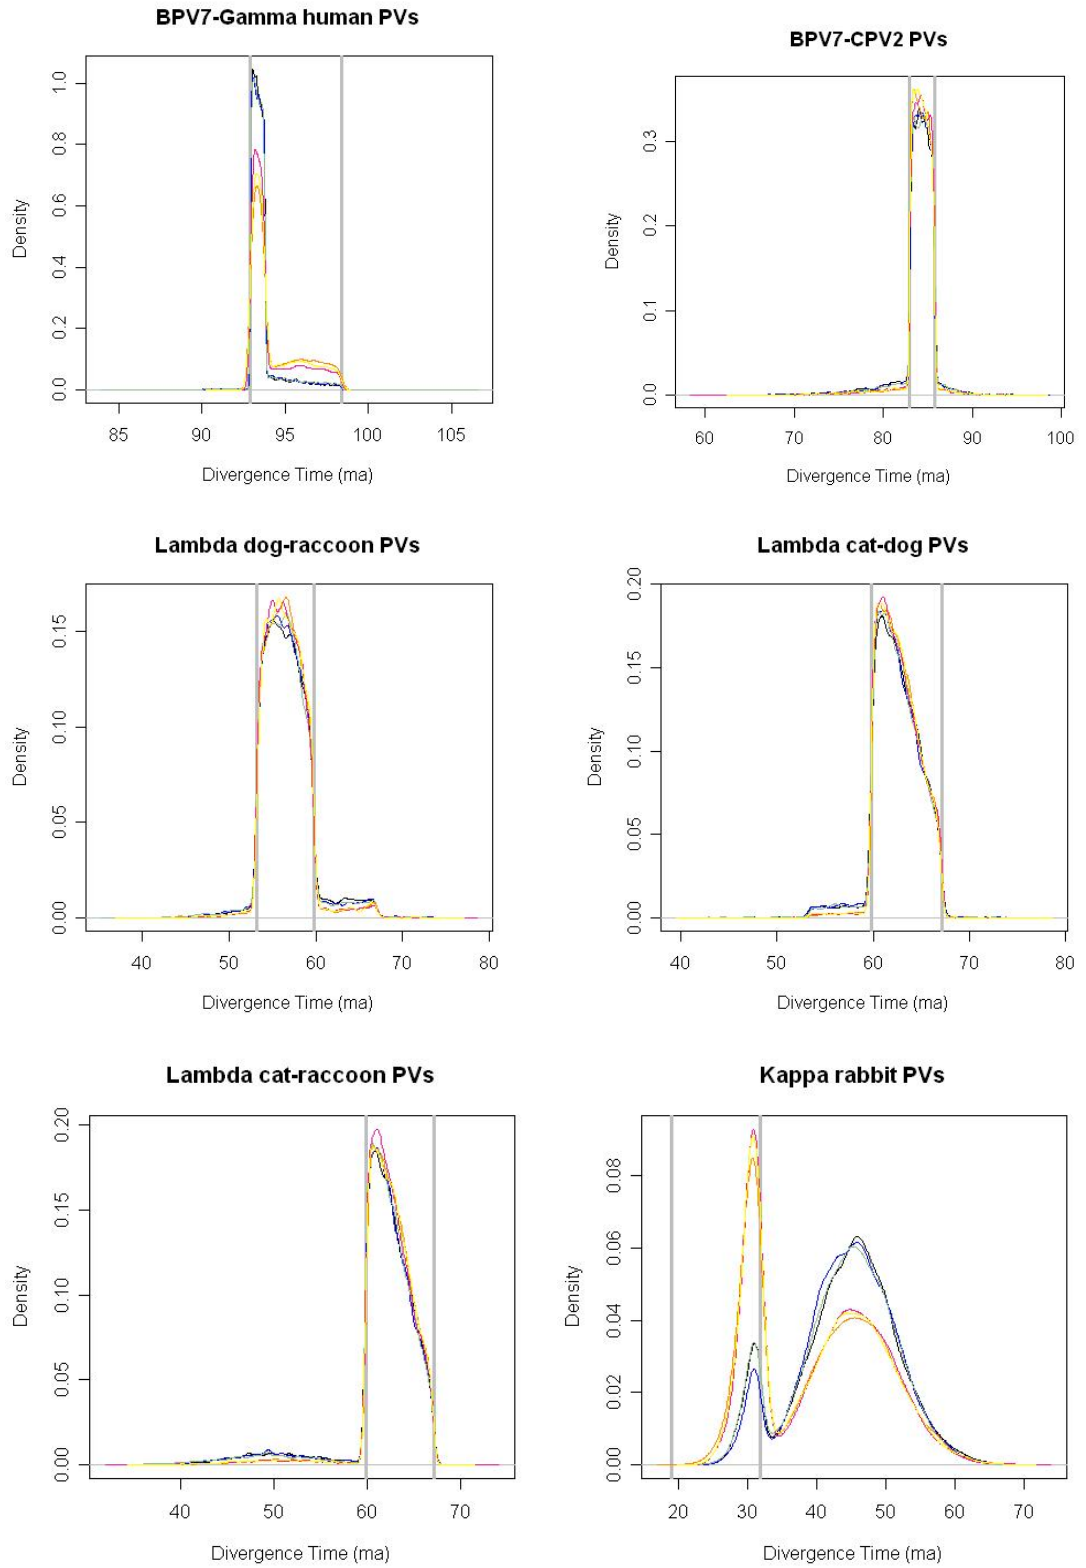 BPV7-Gamma human PVs
Density
0.0 0.2 0.4 0.6 0.8 1.0
85 90 95 100 105
Divergence Time (ma)
BPV7-CPV2 PVs
Density
0.0 0.1 0.2 0.3
60 70 80 90 100
Divergence Time (ma)
Lambda dog-raccoon PVs
Density
0.00 0.05 0.10 0.15
40 50 60 70 80
Divergence Time (ma)
Lambda cat-dog PVs
Density
0.00 0.05 0.10 0.15 0.20
40 50 60 70 80
Divergence Time (ma)
Lambda cat-raccoon PVs
Density
0.00 0.05 0.10 0.15 0.20
40 50 60 70
Divergence Time (ma)
Kappa rabbit PVs
Density
0.00 0.02 0.04 0.06 0.08
20 30 40 50 60 70
Divergence Time (ma)